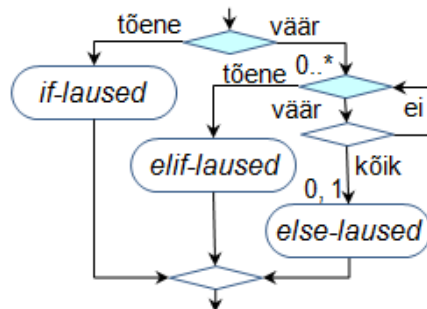 tõene väär
tõene 0..*
if-laused
väär ei
elif-laused
kõik
0, 1
else-laused